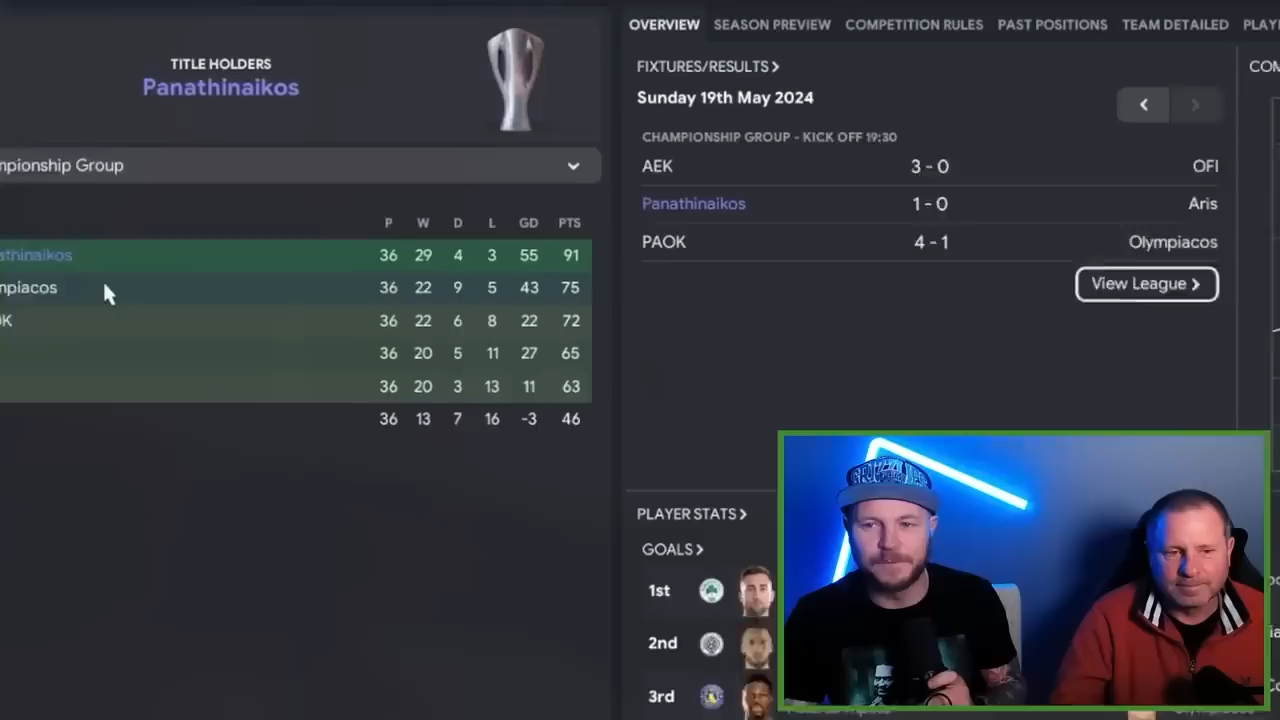 TITLE HOLDERS
Panathinaikos
mpionship Group
P W D L GD PTS
athinaikos 36 29 4 3 55 91
mpiacos 36 22 9 5 43 75
OK 36 22 6 8 22 72
36 20 5 11 27 65
36 20 3 13 11 63
36 13 7 16 -3 46
OVERVIEW SEASON PREVIEW COMPETITION RULES PAST POSITIONS TEAM DETAILED PLAY
FIXTURES/RESULTS >
Sunday 19th May 2024
CHAMPIONSHIP GROUP - KICK OFF 19:30
AEK 3 - 0 OFI
Panathinaikos 1 - 0 Aris
PAOK 4 - 1 Olympiacos
View League >
COM
PLAYER STATS >
GOALS >
1st
2nd
3rd